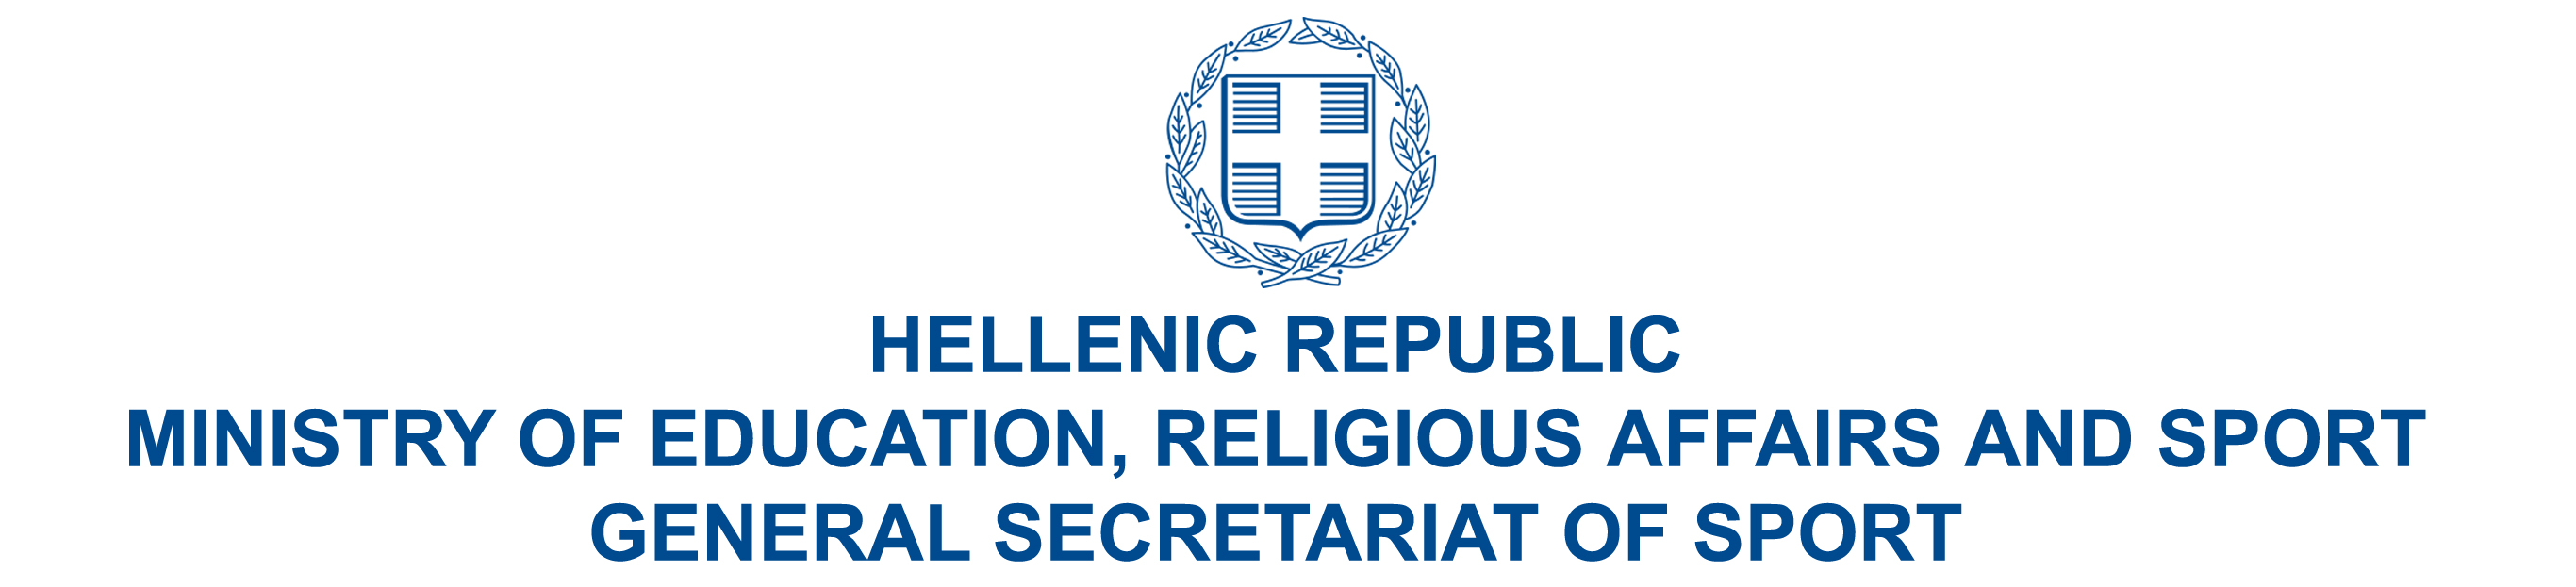 HELLENIC REPUBLIC
MINISTRY OF EDUCATION, RELIGIOUS AFFAIRS AND SPORT
GENERAL SECRETARIAT OF SPORT